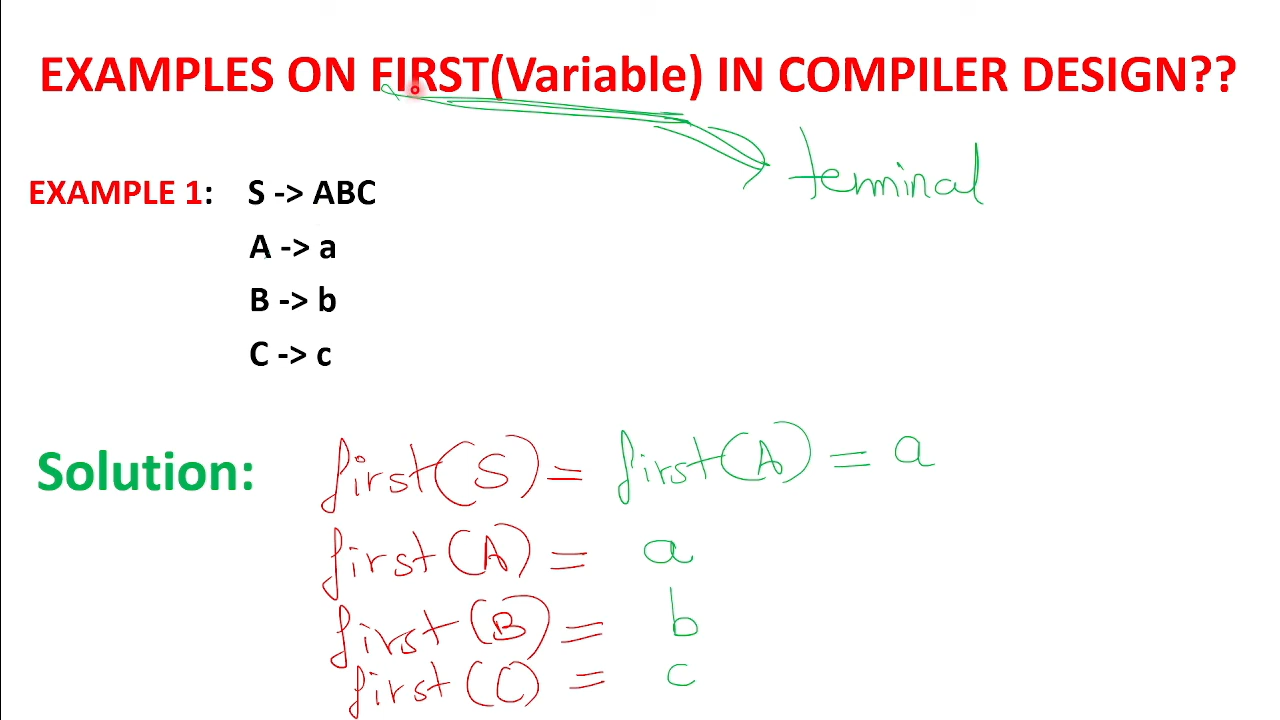 EXAMPLES ON FIRST(Variable) IN COMPILER DESIGN??
terminal
EXAMPLE 1: S -> ABC
A -> a
B -> b
C -> c
Solution:
first(S) = first(A) = a
first(A) = a
first(B) = b
first(C) = c